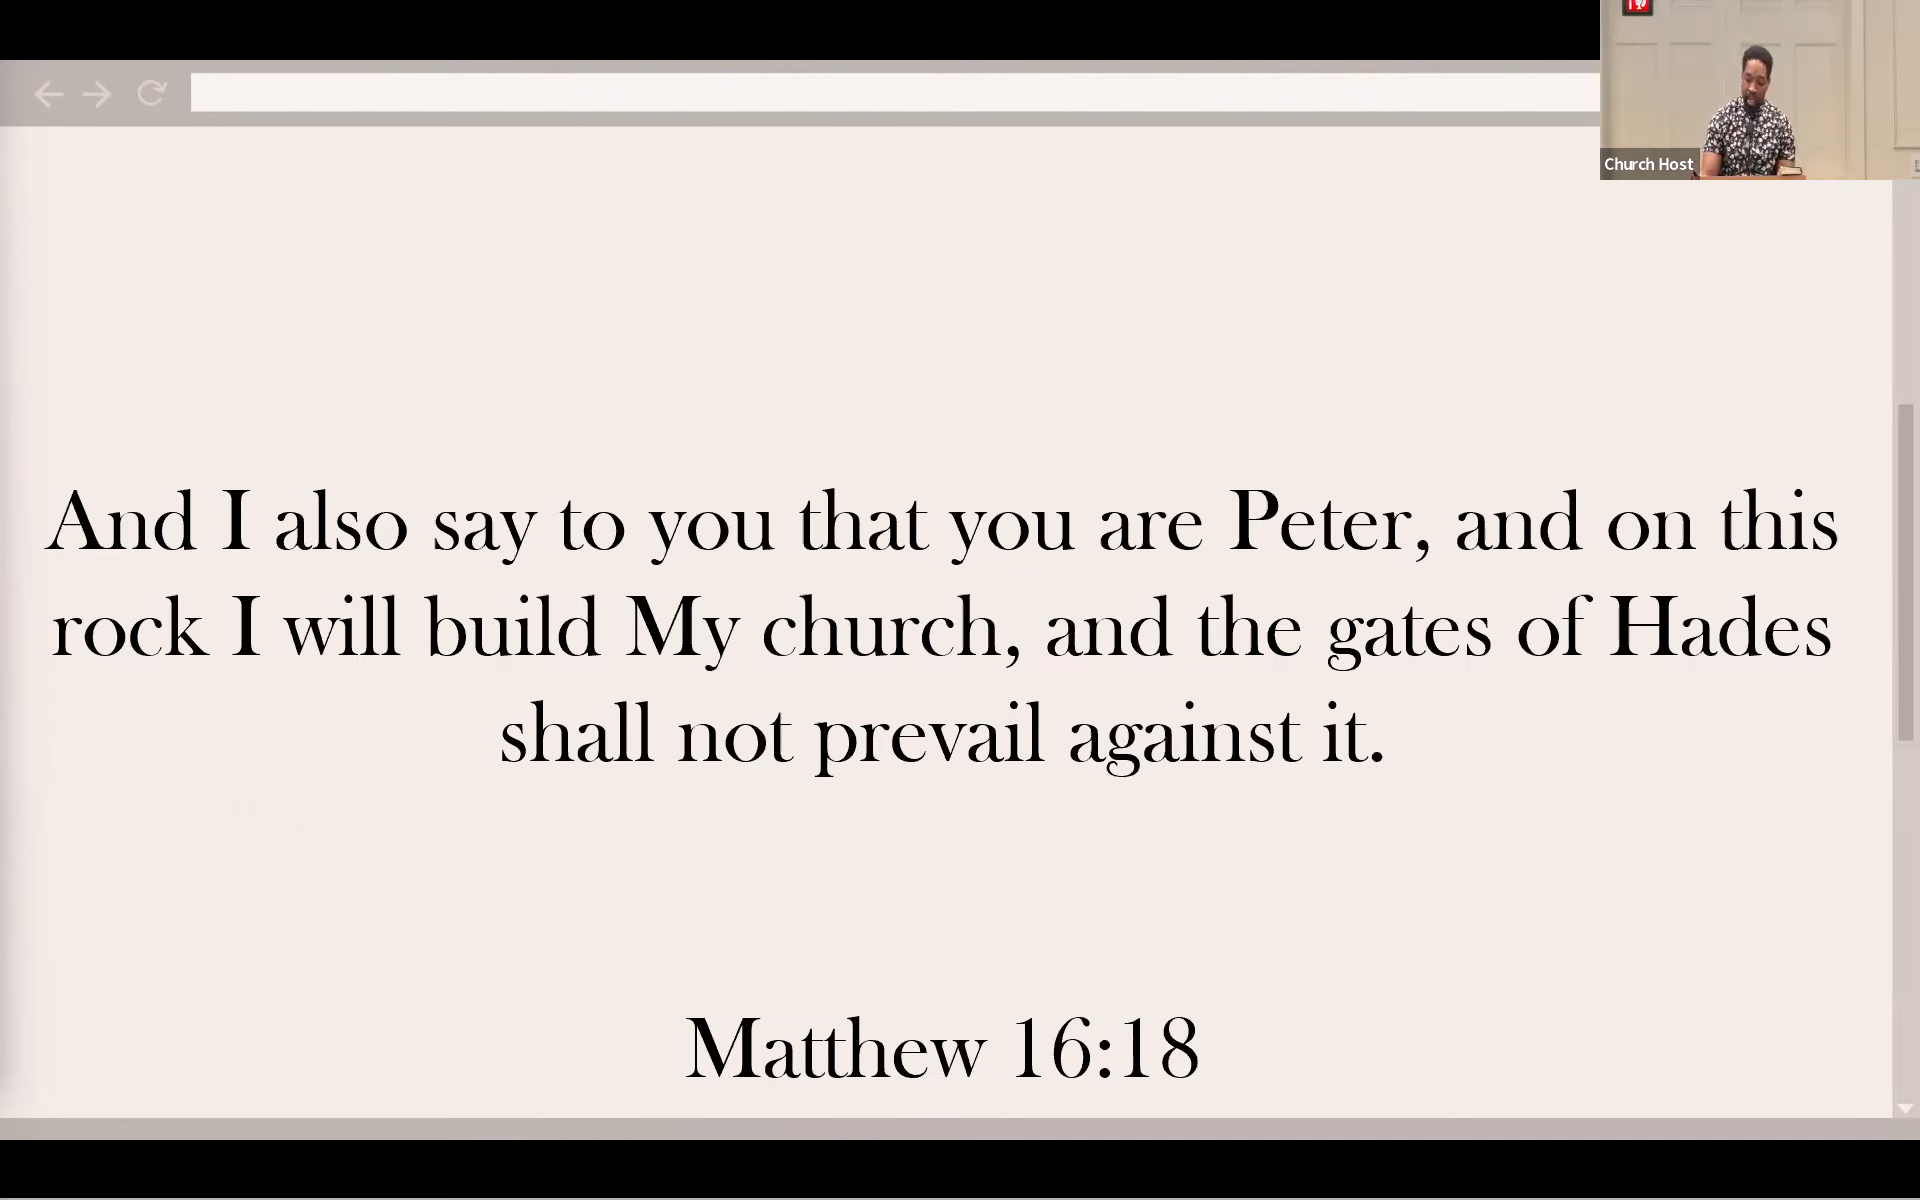 Church Host
And I also say to you that you are Peter, and on this
rock I will build My church, and the gates of Hades
shall not prevail against it.
Matthew 16:18